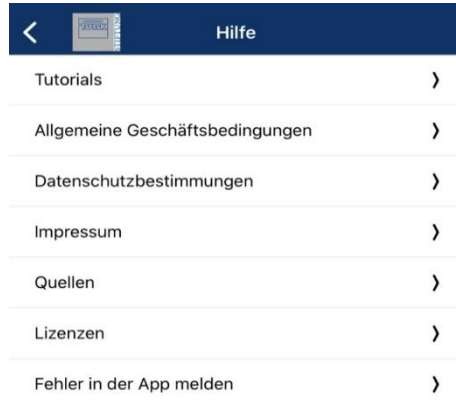 Hilfe
Tutorials
Allgemeine Geschäftsbedingungen
Datenschutzbestimmungen
Impressum
Quellen
Lizenzen
Fehler in der App melden